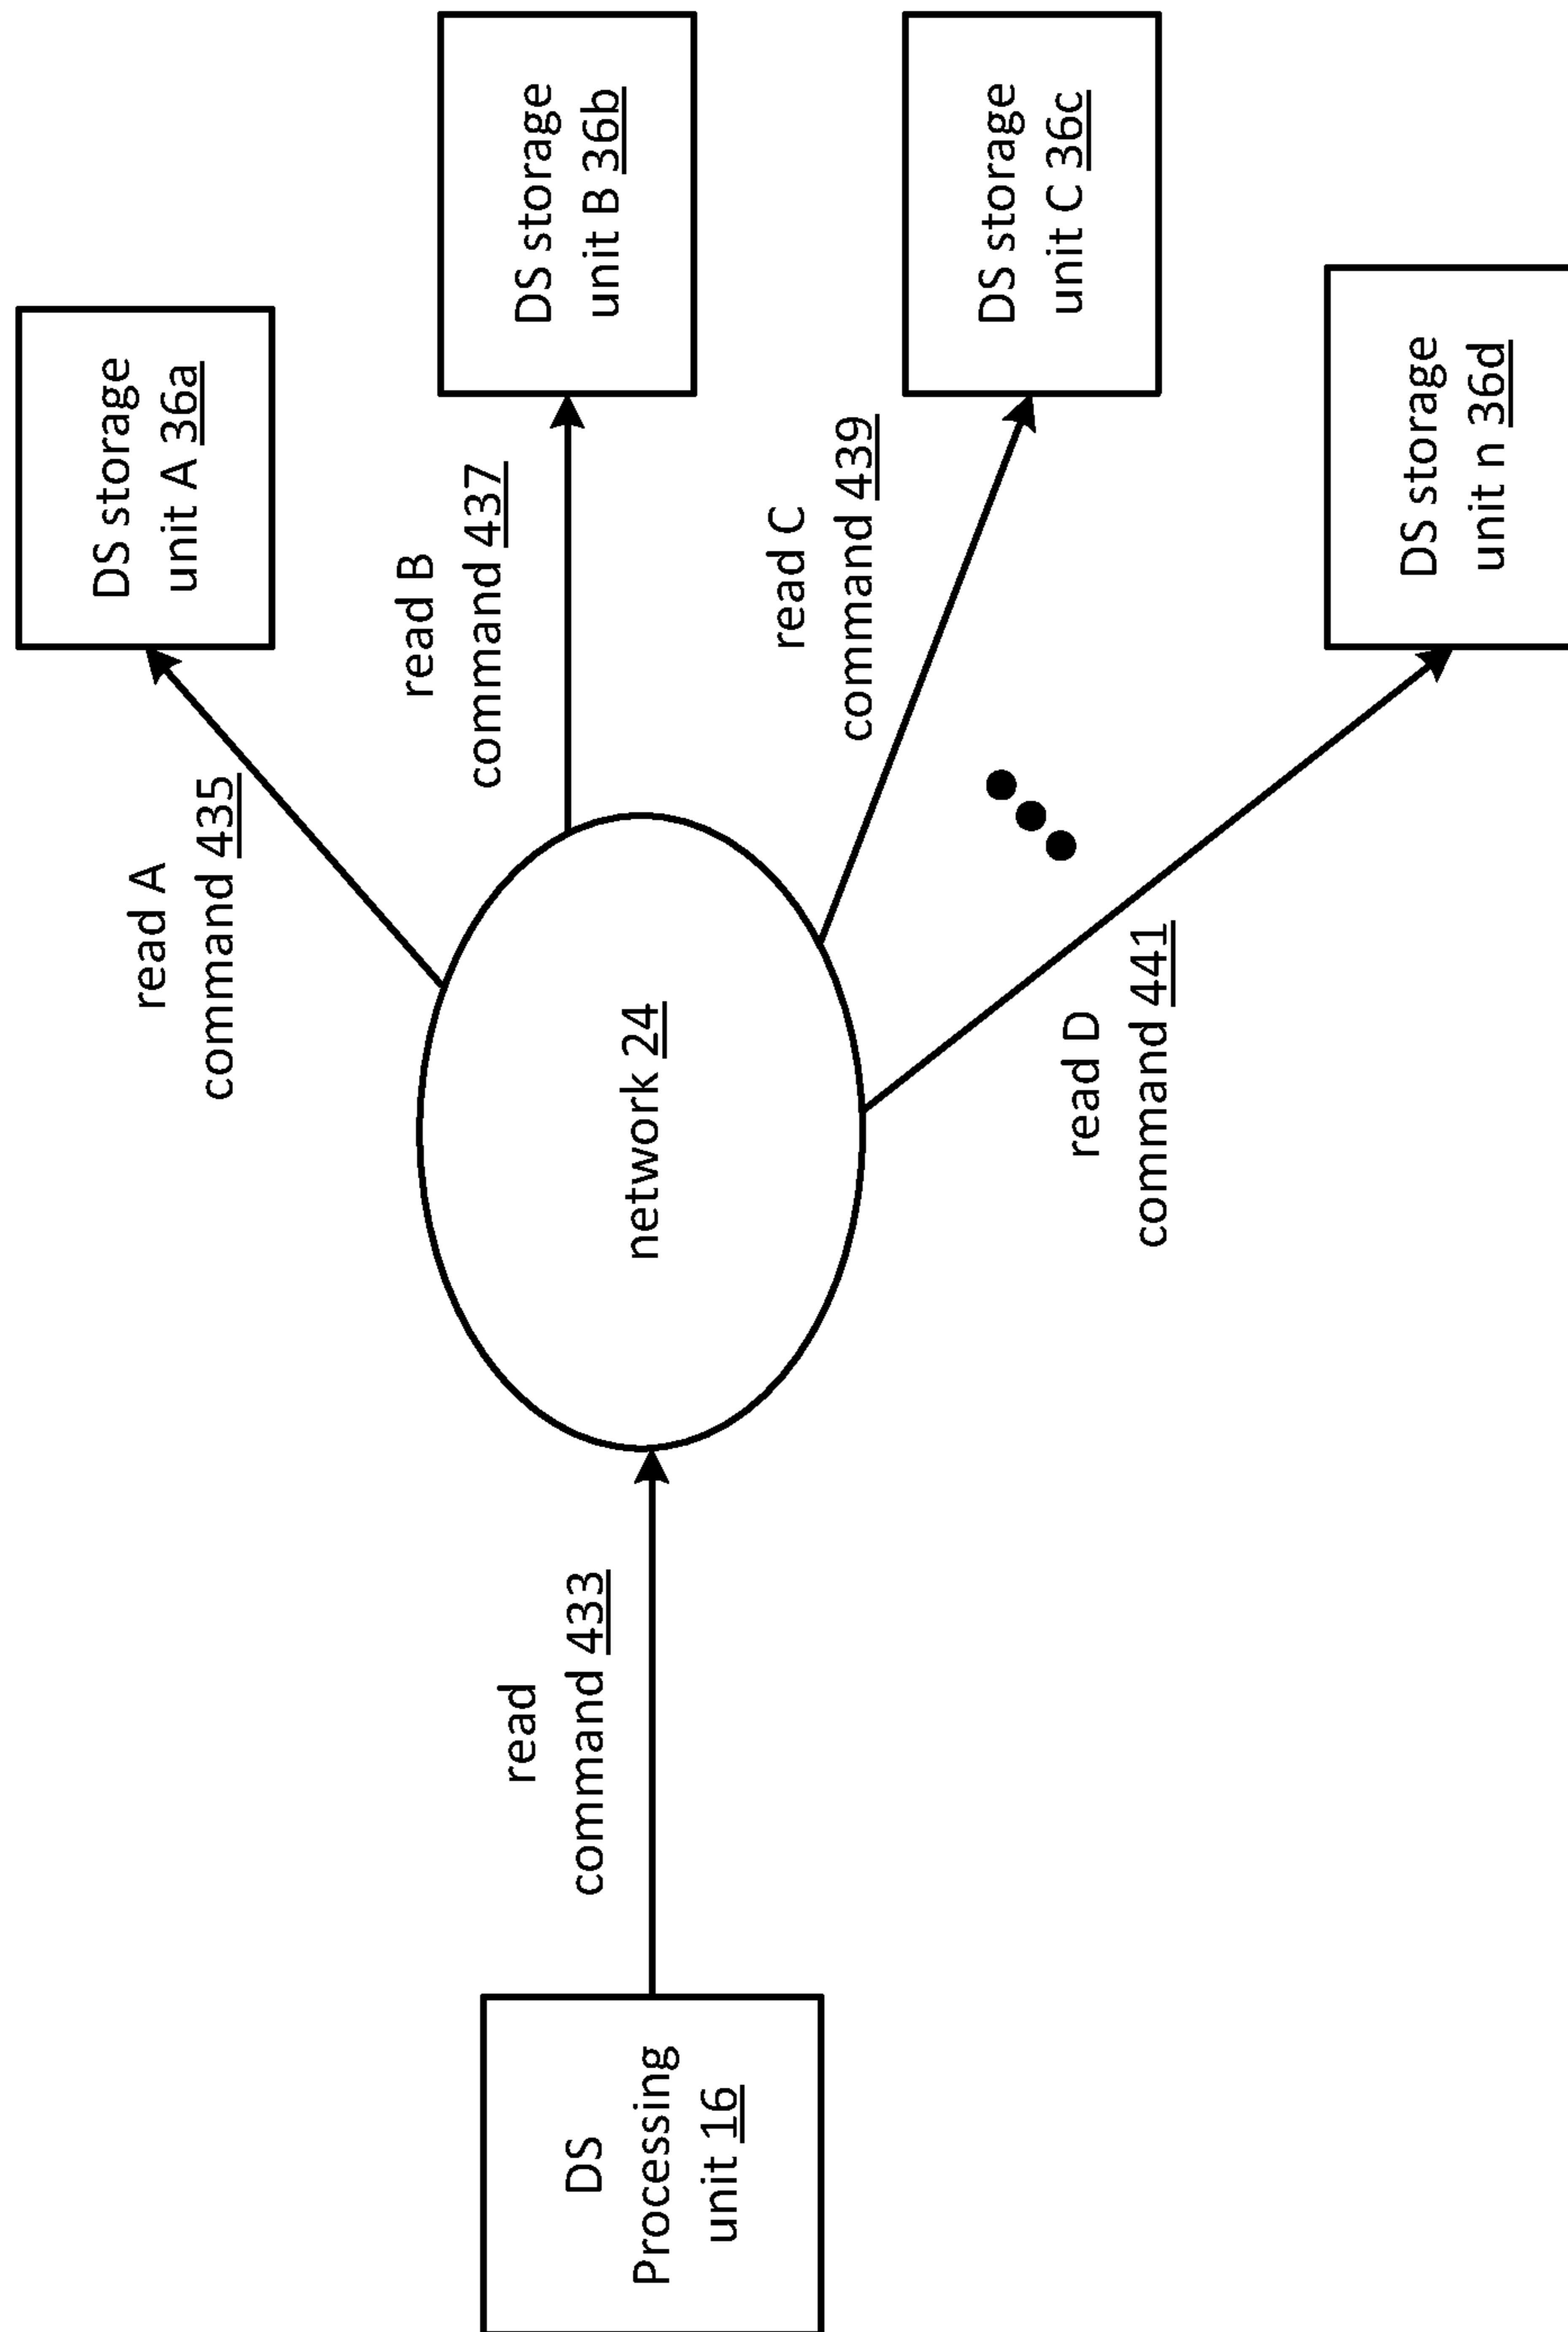 DS
Processing
unit 16
read
command 433
network 24
read A
command 435
DS storage
unit A 36a
read B
command 437
DS storage
unit B 36b
read C
command 439
DS storage
unit C 36c
read D
command 441
DS storage
unit n 36d